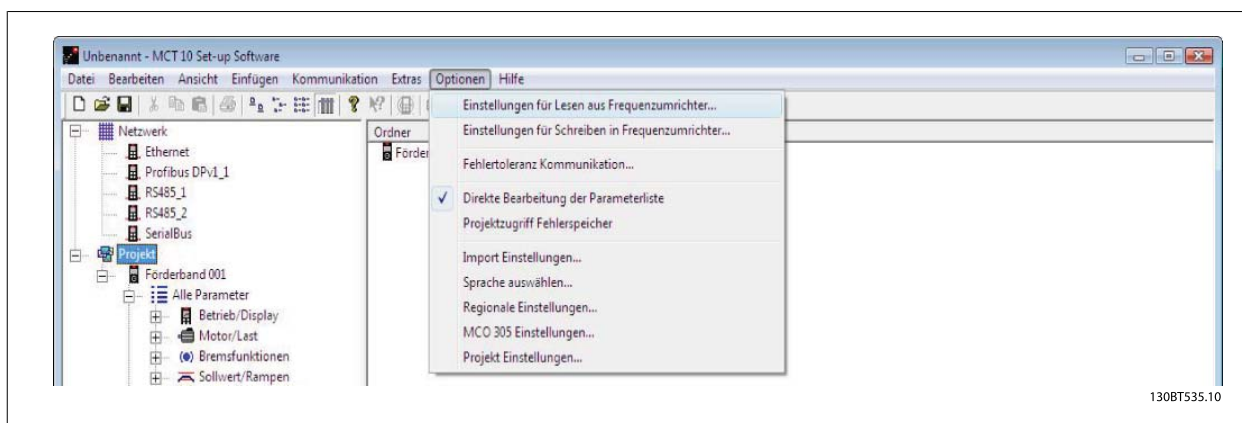 Unbenannt - MCT 10 Set-up Software
Datei Bearbeiten Ansicht Einfügen Kommunikation Extras Optionen Hilfe
Netzwerk
Ethernet
Profibus DPv1_1
RS485_1
RS485_2
SerialBus
Projekt
Förderband 001
Alle Parameter
Betrieb/Display
Motor/Last
Bremsfunktionen
Sollwert/Rampen
Ordner
Förder
Einstellungen für Lesen aus Frequenzumrichter...
Einstellungen für Schreiben in Frequenzumrichter...
Fehlertoleranz Kommunikation...
Direkte Bearbeitung der Parameterliste
Projektzugriff Fehlerspeicher
Import Einstellungen...
Sprache auswählen...
Regionale Einstellungen...
MCO 305 Einstellungen...
Projekt Einstellungen...
130BT535.10